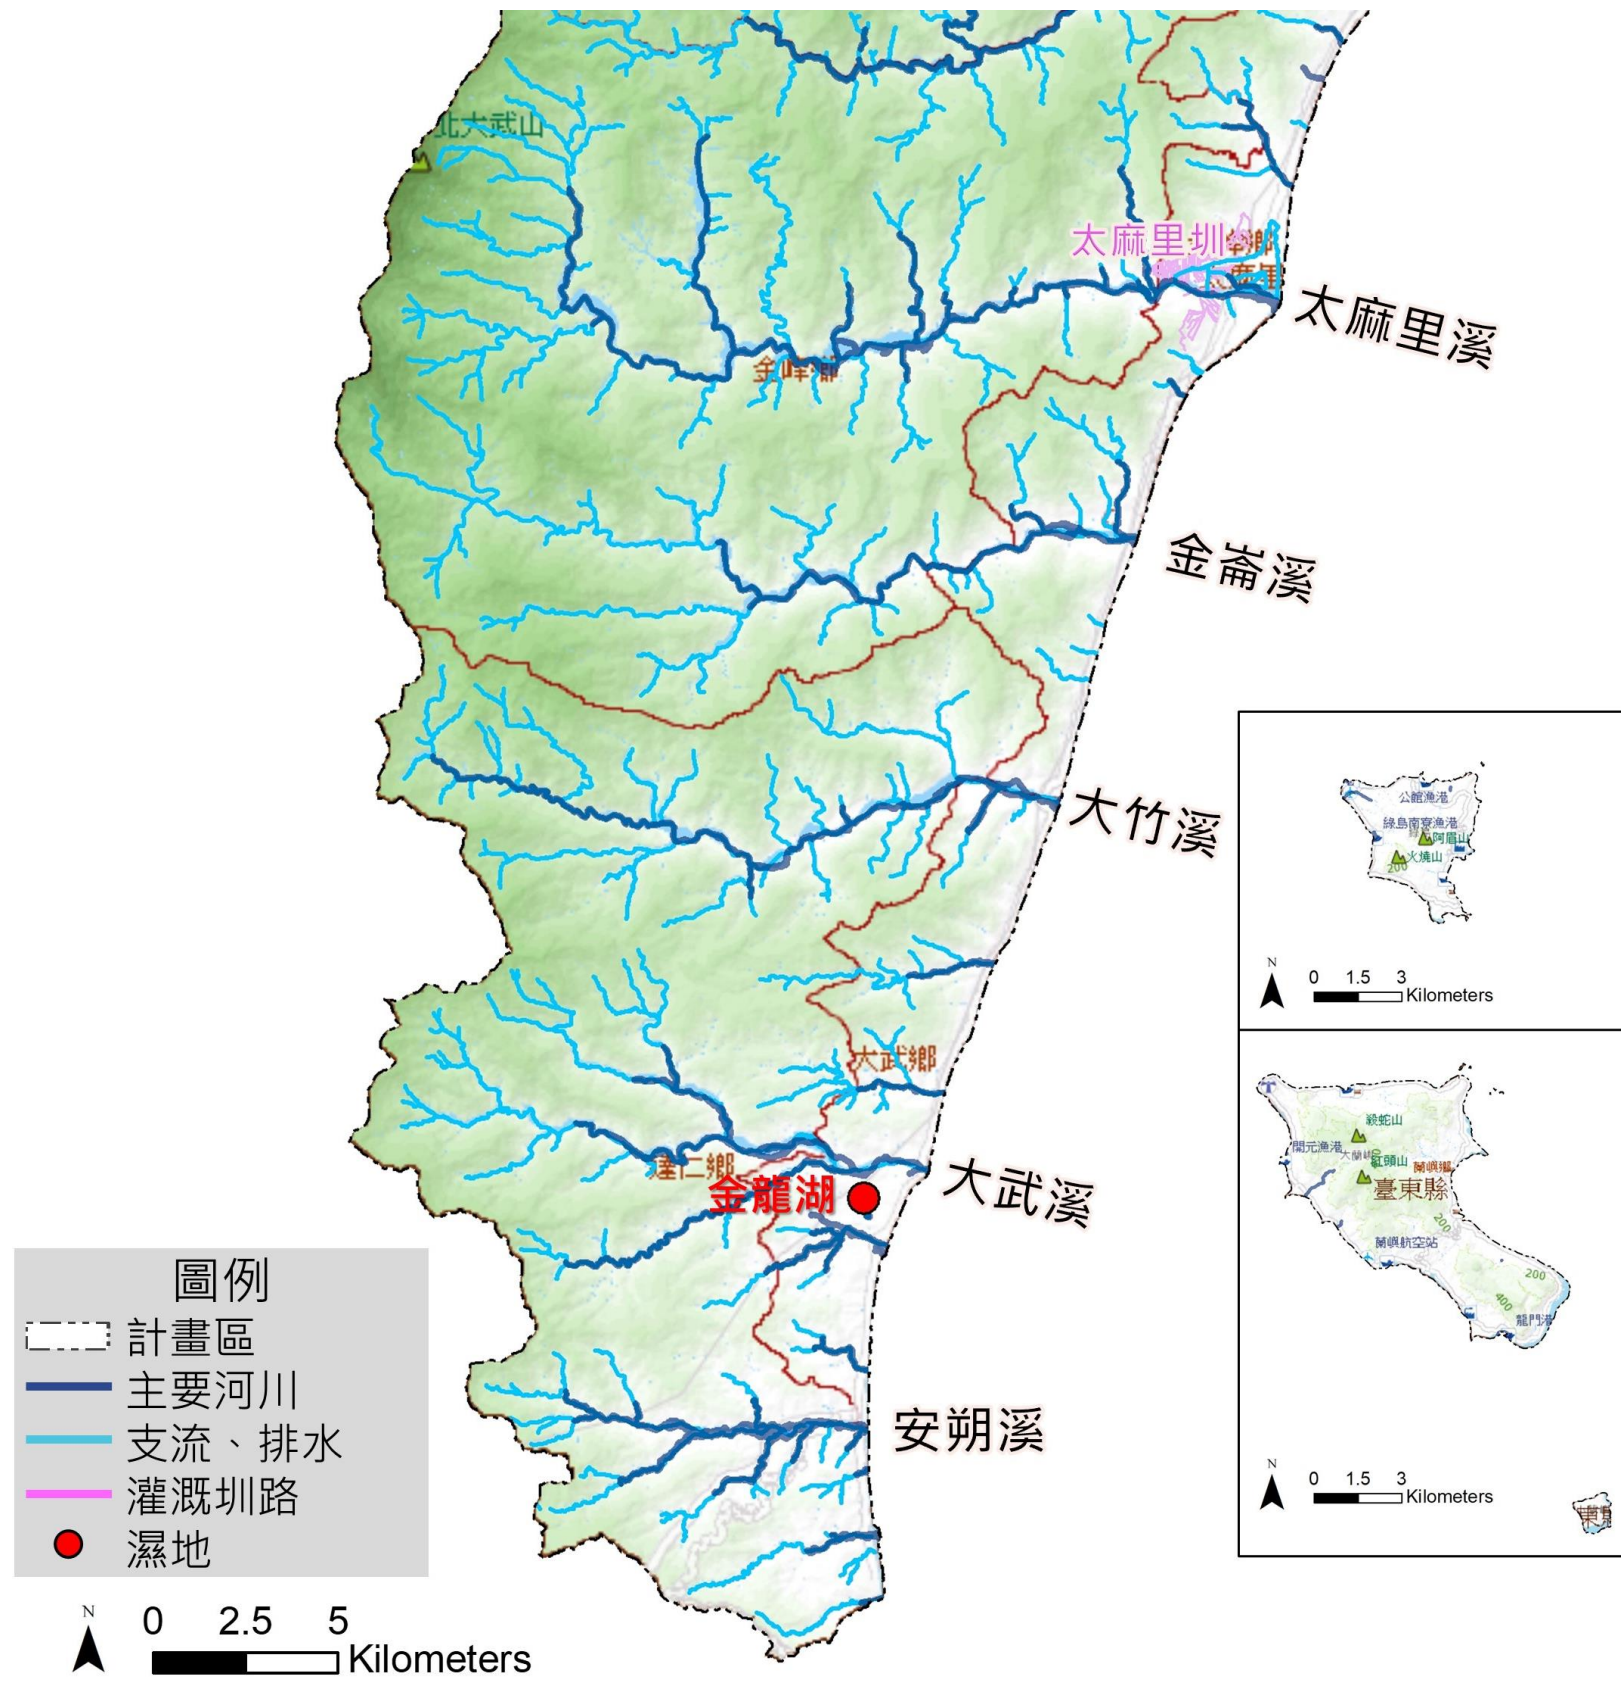 北大武山
太麻里圳
太麻里溪
金峰鄉
金崙溪
大竹溪
大武鄉
達仁鄉
金龍湖
大武溪
安朔溪
圖例
計畫區
主要河川
支流、排水
灌溉圳路
濕地
N
0 2.5 5
Kilometers
公館漁港
綠島南寮漁港
阿眉山
火燒山
200
N
0 1.5 3
Kilometers
殺蛇山
開元漁港
紅頭山
蘭嶼鄉
臺東縣
200
蘭嶼航空站
200
400
龍門港
N
0 1.5 3
Kilometers